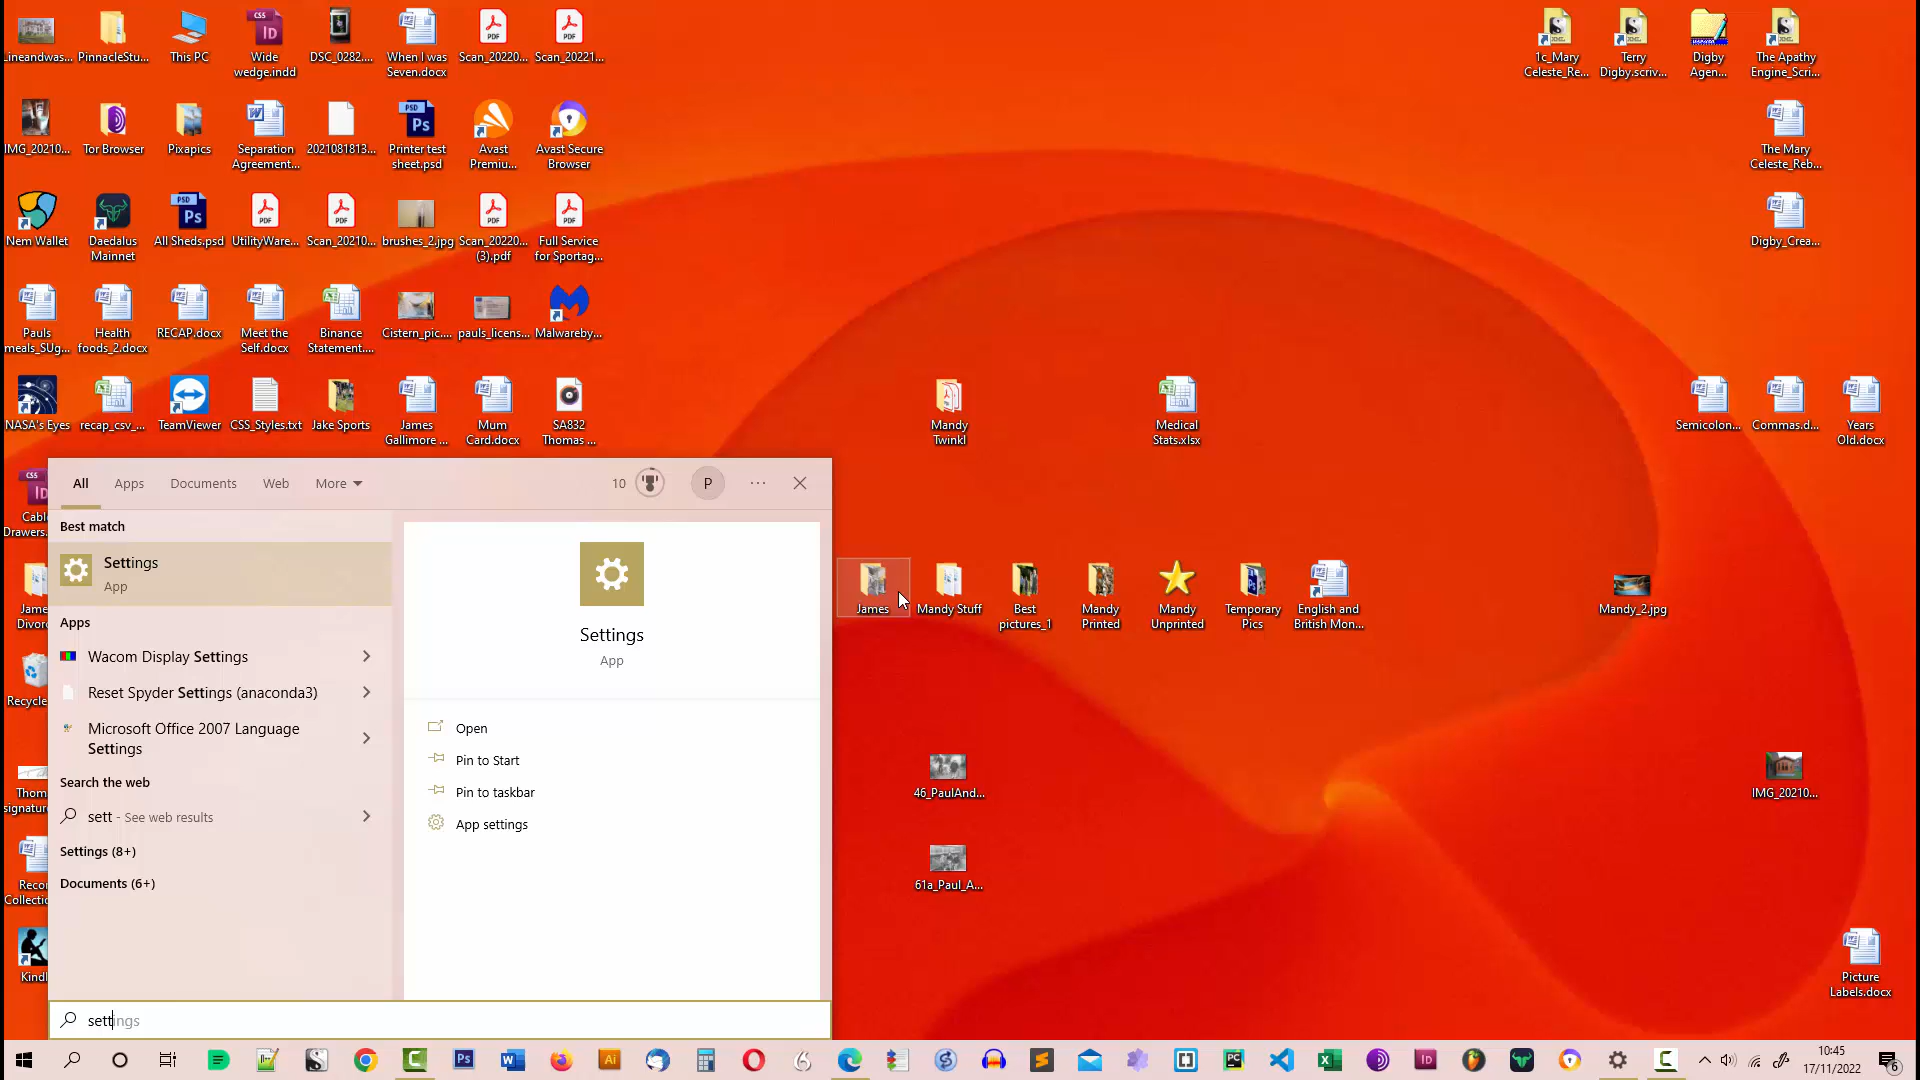 Lineandwas...
PinnacleStu...
This PC
Wide
wedge.indd
DSC_0282....
When I was
Seven.docx
Scan_20220...
Scan_20221...
1c_Mary
Celeste_Re...
Terry
Digby.scriv...
Digby
Agen...
The Apathy
Engine_Scri...
IMG_20210...
Tor Browser
Pixapics
Separation
Agreement...
2021081813...
Printer test
sheet.psd
Avast
Premiu...
Avast Secure
Browser
The Mary
Celeste_Reb...
Nem Wallet
Daedalus
Mainnet
All Sheds.psd
UtilityWare...
Scan_20210...
brushes_2.jpg
Scan_20220...
(3).pdf
Full Service
for Sportag...
Digby_Crea...
Pauls
meals_SUg...
Health
foods_2.docx
RECAP.docx
Meet the
Self.docx
Binance
Statement....
Cistern_pic....
pauls_licens...
Malwareby...
NASA's Eyes
recap_csv_...
TeamViewer
CSS_Styles.txt
Jake Sports
James
Gallimore ...
Mum
Card.docx
SA832
Thomas ...
Mandy
Twinkl
Medical
Stats.xlsx
Semicolon...
Commas.d...
Years
Old.docx
Cable
Drawers.
All
Apps
Documents
Web
More
10
P
Best match
Settings
App
Apps
Wacom Display Settings
Reset Spyder Settings (anaconda3)
Microsoft Office 2007 Language
Settings
Search the web
sett - See web results
Settings (8+)
Documents (6+)
Settings
App
Open
Pin to Start
Pin to taskbar
App settings
James
Mandy Stuff
Best
pictures_1
Mandy
Printed
Mandy
Unprinted
Temporary
Pics
English and
British Mon...
Mandy_2.jpg
Recycle
46_PaulAnd...
IMG_20210...
61a_Paul_A...
Picture
Labels.docx
settings
10:45
17/11/2022
6